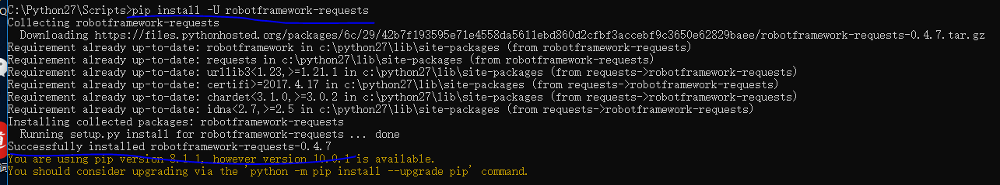 C:\Python27\Scripts>pip install -U robotframework-requests
Collecting robotframework-requests
Downloading https://files.pythonhosted.org/packages/6c/29/42b7f193595e71e4558da5611ebd860d2cfbf3accebf9c3650e62829baee/robotframework-requests-0.4.7.tar.gz
Requirement already up-to-date: robotframework in c:\python27\lib\site-packages (from robotframework-requests)
Requirement already up-to-date: requests in c:\python27\lib\site-packages (from robotframework-requests)
Requirement already up-to-date: urllib3<1.23,>=1.21.1 in c:\python27\lib\site-packages (from requests->robotframework-requests)
Requirement already up-to-date: certifi>=2017.4.17 in c:\python27\lib\site-packages (from requests->robotframework-requests)
Requirement already up-to-date: chardet<3.1.0,>=3.0.2 in c:\python27\lib\site-packages (from requests->robotframework-requests)
Requirement already up-to-date: idna<2.7,>=2.5 in c:\python27\lib\site-packages (from requests->robotframework-requests)
Installing collected packages: robotframework-requests
Running setup.py install for robotframework-requests ... done
Successfully installed robotframework-requests-0.4.7
You are using pip version 8.1.1, however version 10.0.1 is available.
You should consider upgrading via the 'python -m pip install --upgrade pip' command.